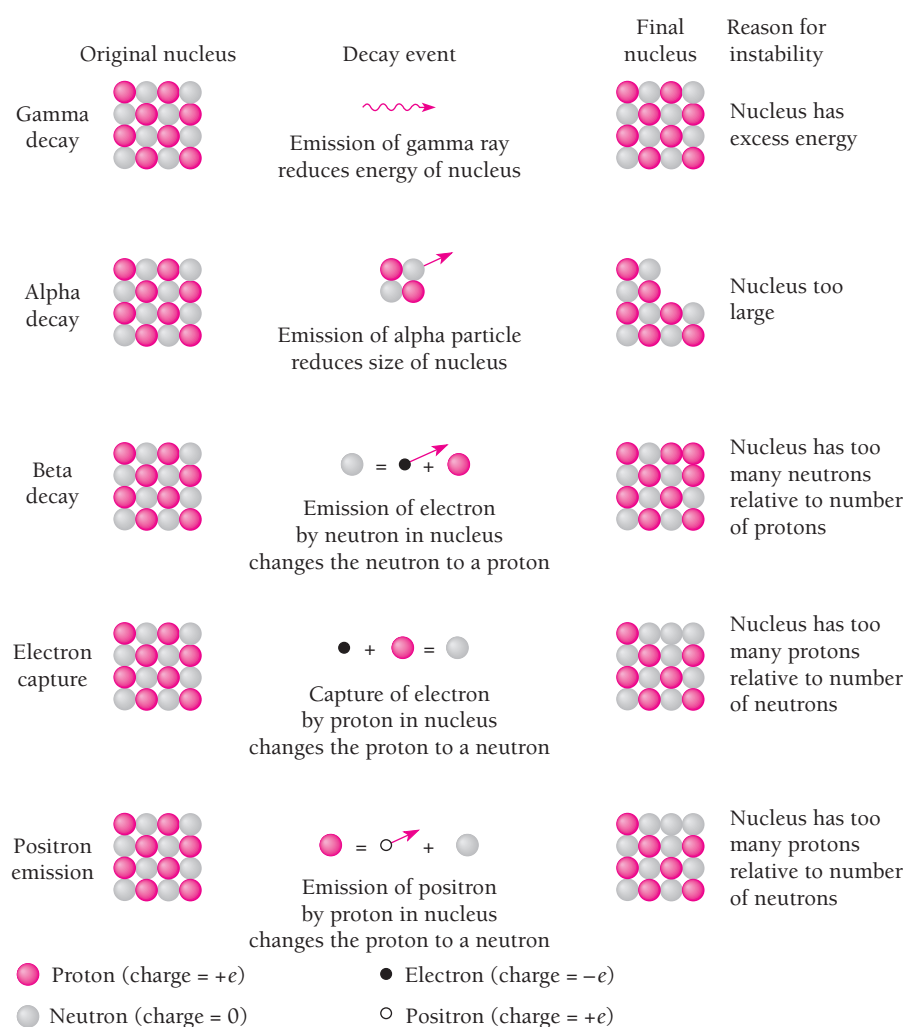 Original nucleus
Decay event
Final
nucleus
Reason for
instability
Gamma
decay
Emission of gamma ray
reduces energy of nucleus
Nucleus has
excess energy
Alpha
decay
Emission of alpha particle
reduces size of nucleus
Nucleus too
large
Beta
decay
= +
Emission of electron
by neutron in nucleus
changes the neutron to a proton
Nucleus has too
many neutrons
relative to number
of protons
Electron
capture
+ =
Capture of electron
by proton in nucleus
changes the proton to a neutron
Nucleus has too
many protons
relative to number
of neutrons
Positron
emission
= +
Emission of positron
by proton in nucleus
changes the proton to a neutron
Nucleus has too
many protons
relative to number
of neutrons
Proton (charge = +e)
Electron (charge = –e)
Neutron (charge = 0)
Positron (charge = +e)